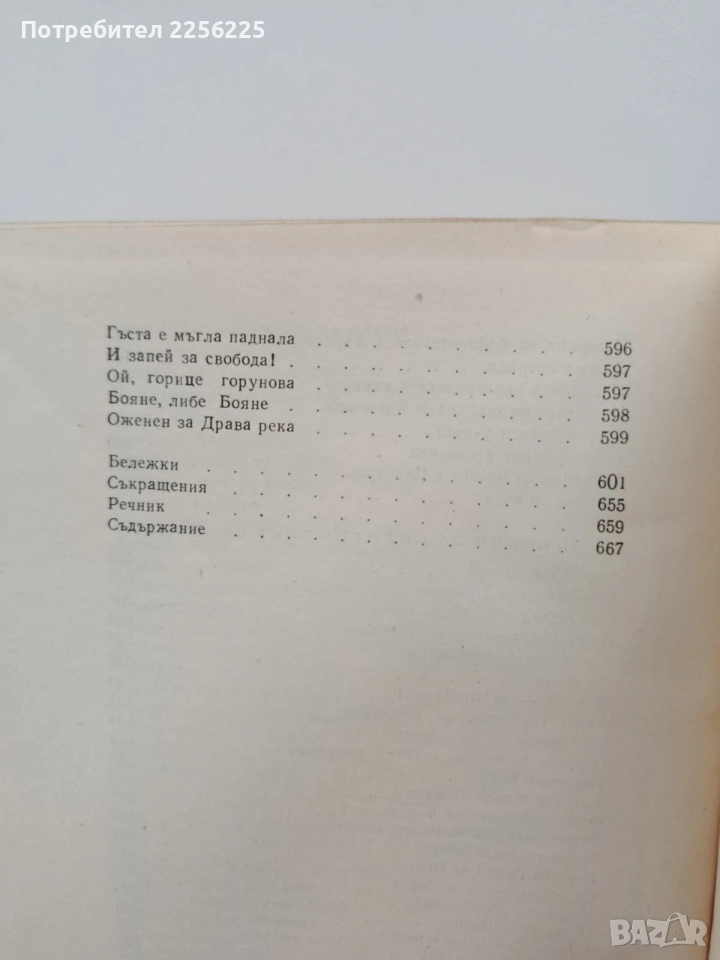 Потребител 2256225
Гъста е мъгла паднала . . . . . . . . . . 596
И запей за свобода! . . . . . . . . . . . 597
Ой, горице горунова . . . . . . . . . . 597
Бояне, либе Бояне . . . . . . . . . . . 598
Оженен за Драва река . . . . . . . . . . 599
Бележки . . . . . . . . . . . . . . 601
Съкращения . . . . . . . . . . . . . 655
Речник . . . . . . . . . . . . . . . 659
Съдържание . . . . . . . . . . . . . 667
BAZAR